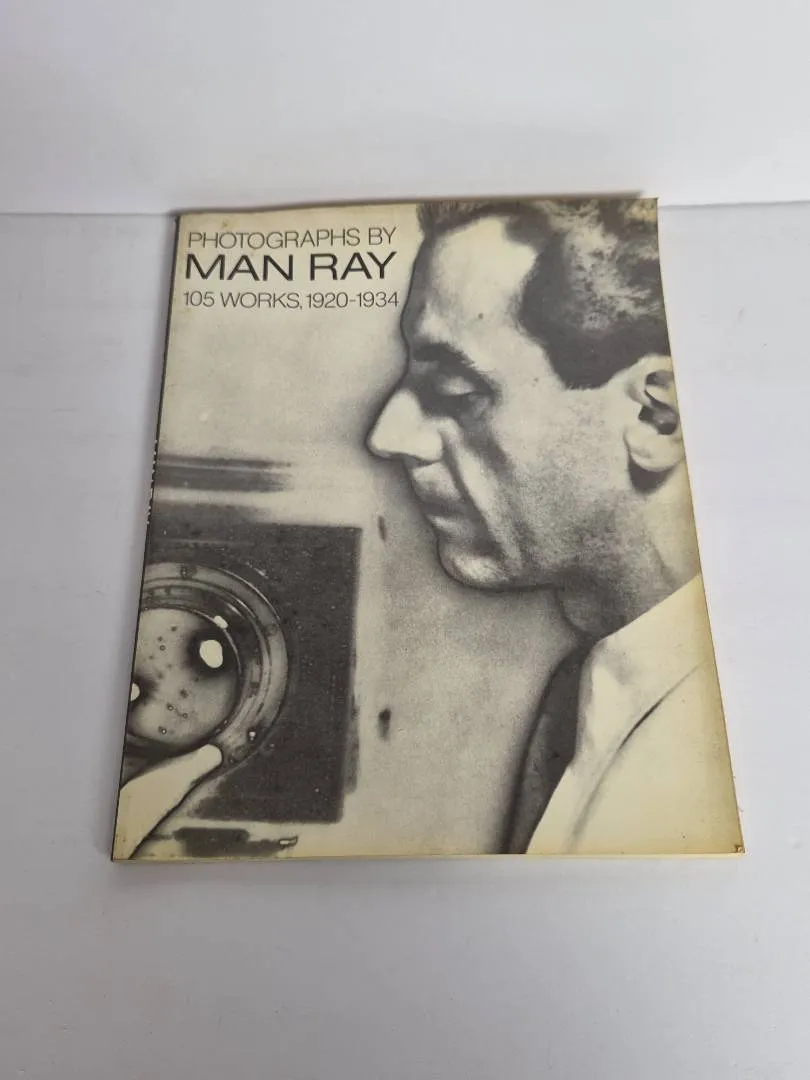 PHOTOGRAPHS BY
MAN RAY
105 WORKS, 1920-1934